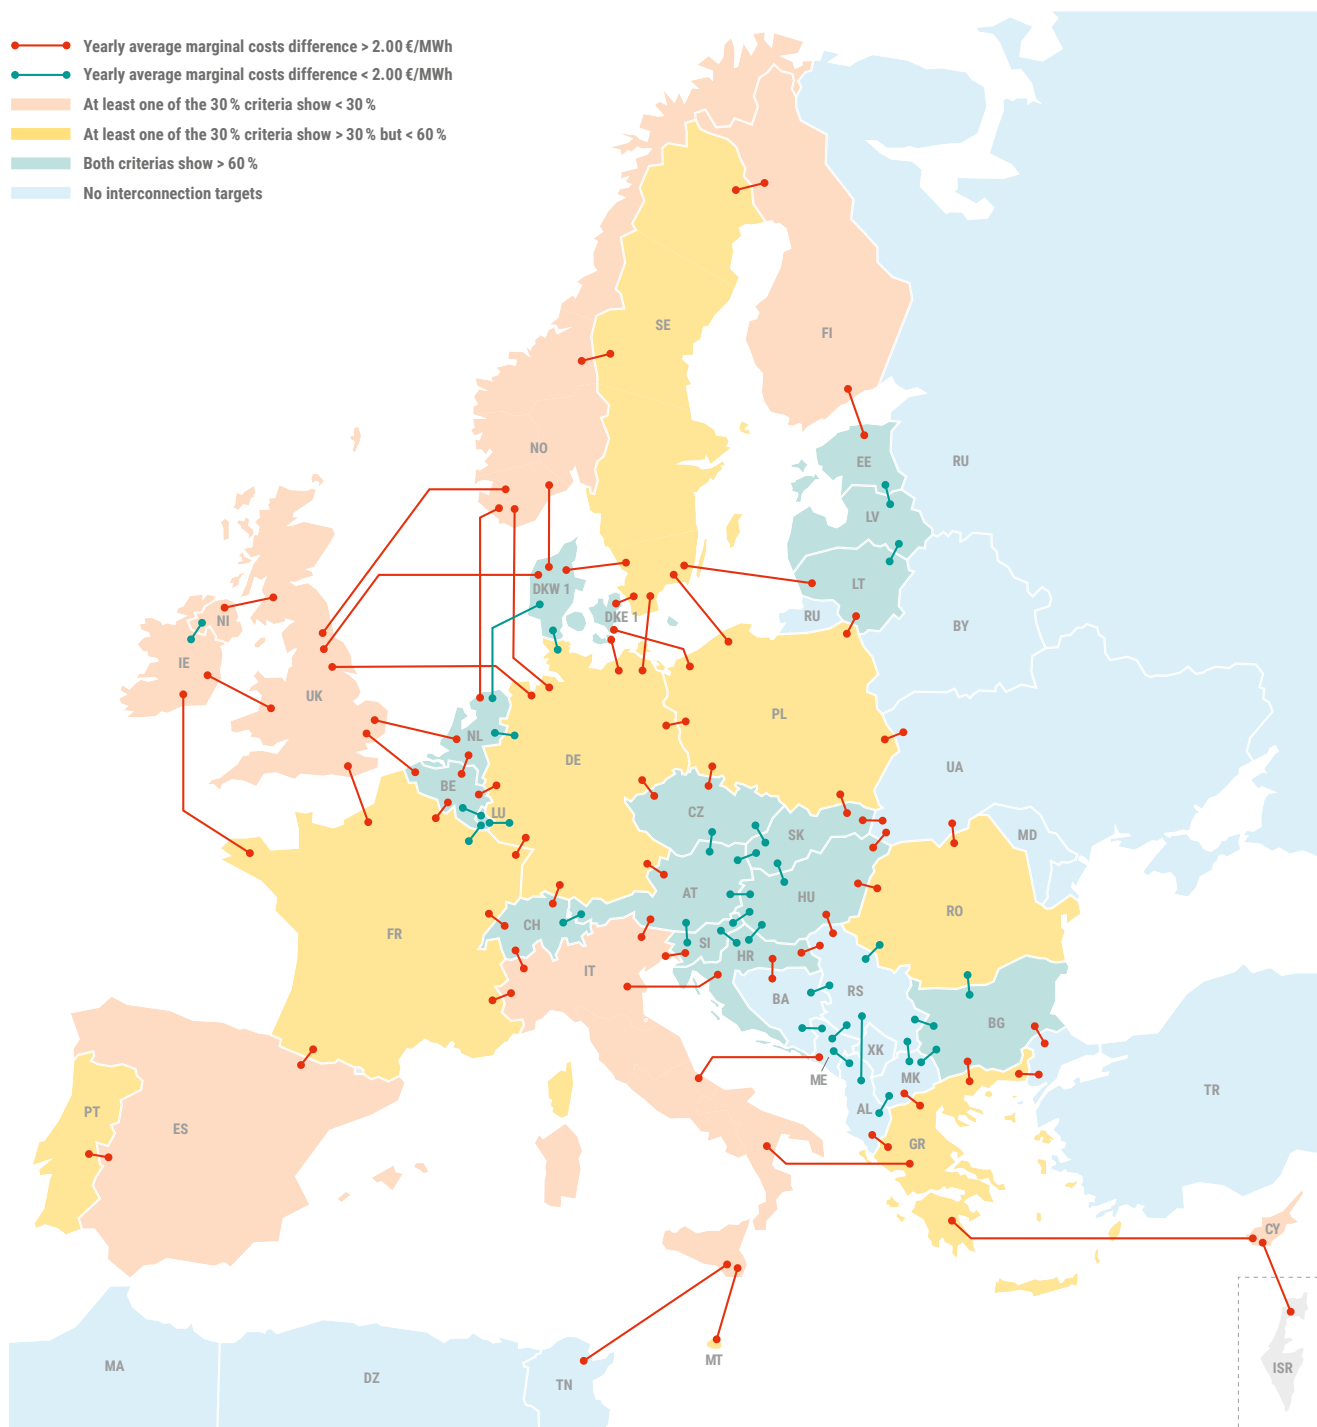 Yearly average marginal costs difference > 2.00 €/MWh
Yearly average marginal costs difference < 2.00 €/MWh
At least one of the 30 % criteria show < 30 %
At least one of the 30 % criteria show > 30 % but < 60 %
Both criterias show > 60 %
No interconnection targets
SE
FI
NO
EE
RU
LV
LT
DKW 1
DKE 1
RU
NI
BY
IE
UK
PL
NL
DE
UA
BE
LU
CZ
SK
MD
AT
HU
RO
CH
FR
SI
HR
IT
BA
RS
BG
XK
ME
MK
TR
AL
PT
ES
GR
CY
MT
MA
DZ
TN
ISR